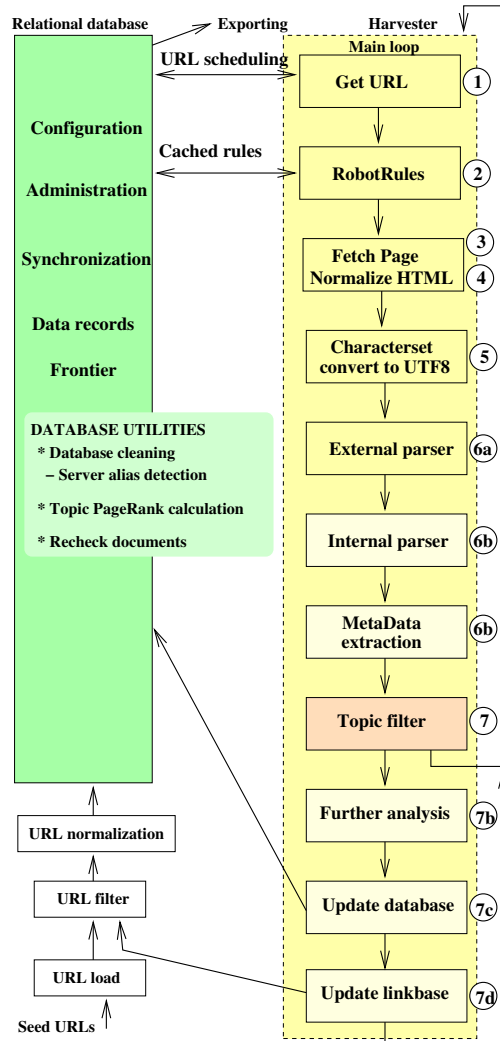 Relational database
Exporting
Harvester
Main loop
URL scheduling
Get URL
1
Configuration
Cached rules
RobotRules
2
Administration
3
Synchronization
Fetch Page
Normalize HTML
4
Data records
Characterset
convert to UTF8
5
Frontier
DATABASE UTILITIES
* Database cleaning
– Server alias detection
* Topic PageRank calculation
* Recheck documents
External parser
6a
Internal parser
6b
MetaData
extraction
6b
Topic filter
7
Further analysis
7b
URL normalization
URL filter
Update database
7c
URL load
Update linkbase
7d
Seed URLs